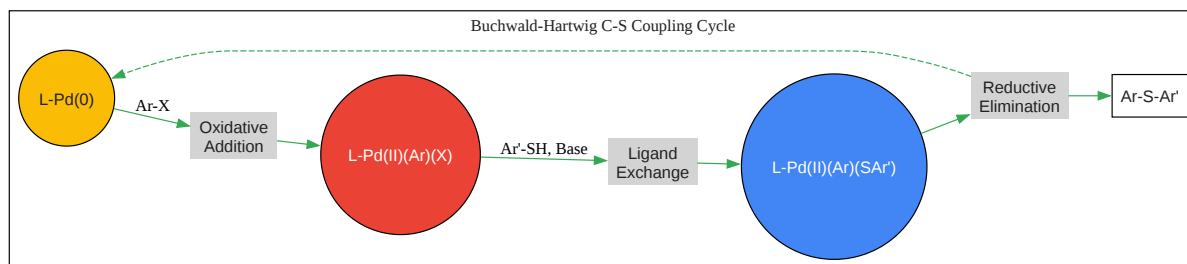 Buchwald-Hartwig C-S Coupling Cycle
L-Pd(0)
Ar-X
Oxidative
Addition
L-Pd(II)(Ar)(X)
Ar'-SH, Base
Ligand
Exchange
L-Pd(II)(Ar)(SAr')
Reductive
Elimination
Ar-S-Ar'